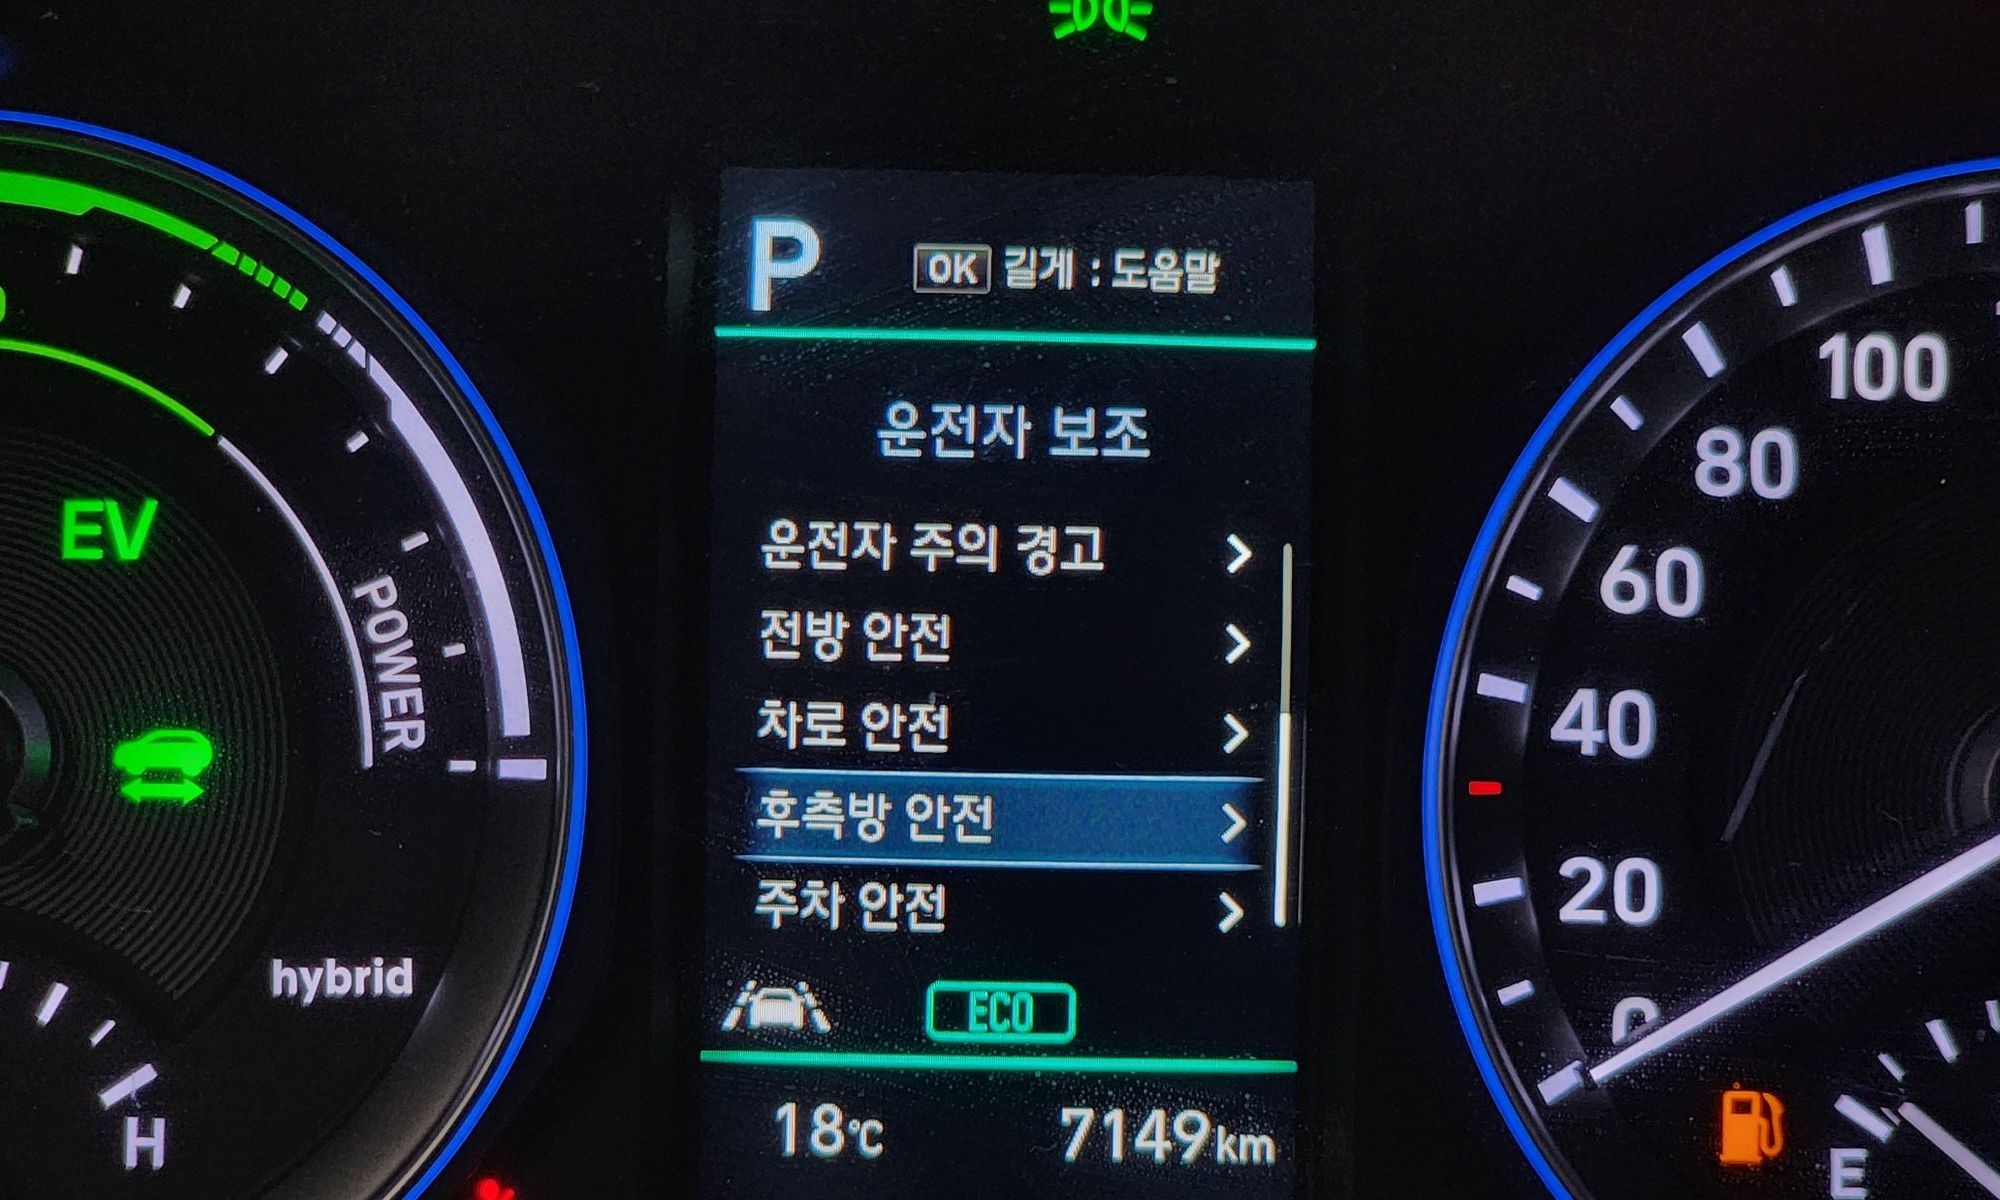 P
OK 길게 : 도움말
운전자 보조
운전자 주의 경고
전방 안전
차로 안전
후측방 안전
주차 안전
ECO
18°C
7149km
EV
POWER
hybrid
H
100
80
60
40
20
0
E